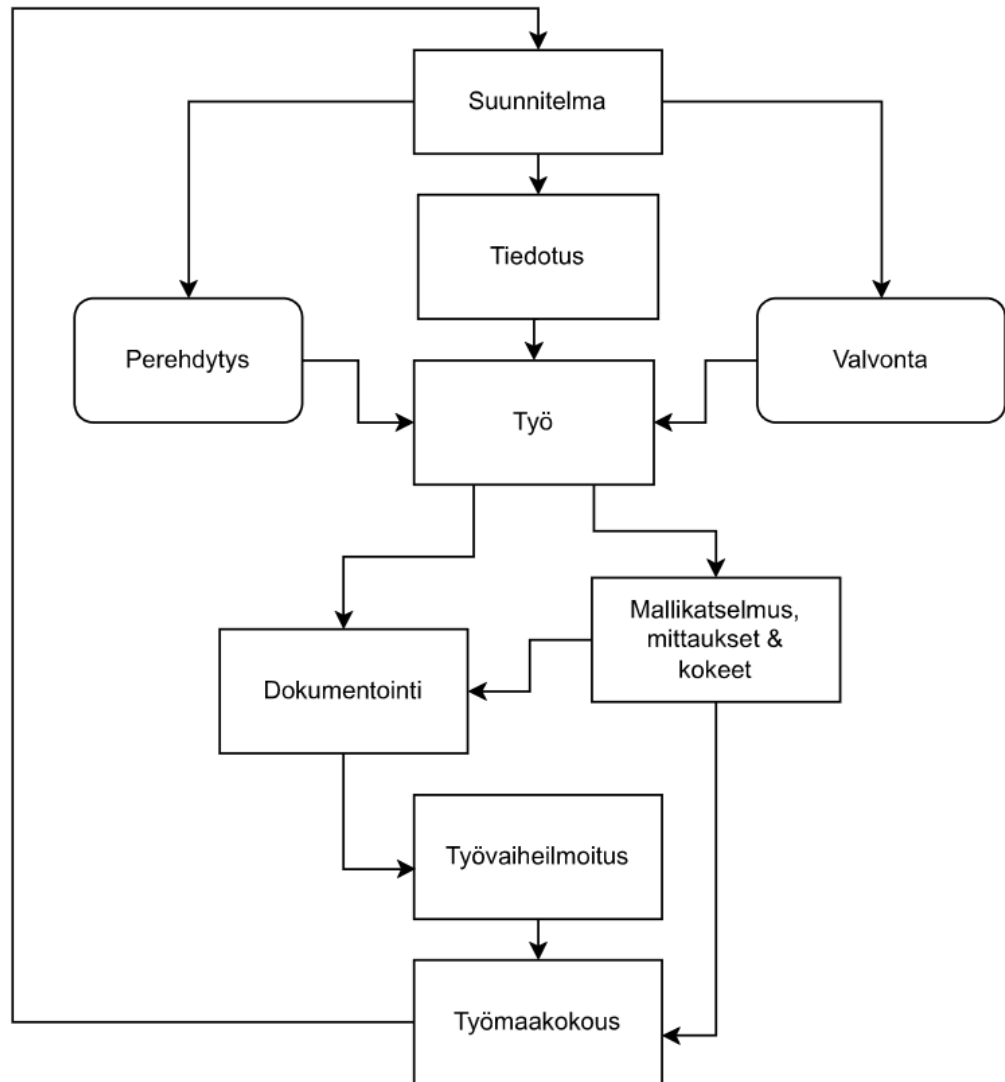 Suunnitelma
Tiedotus
Perehdytys
Valvonta
Työ
Mallikatselmus,
mittaukset &
kokeet
Dokumentointi
Työvaiheilmoitus
Työmaakokous